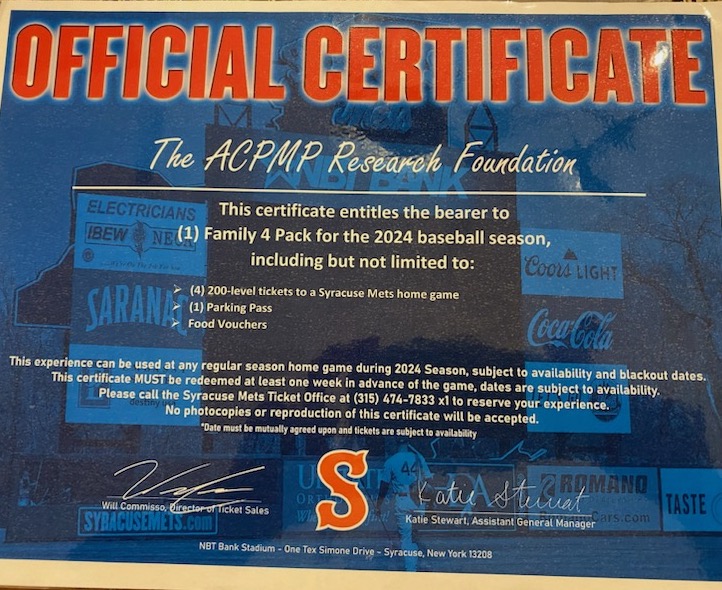 OFFICIAL CERTIFICATE
The ACPMP Research Foundation
NBT BANK
This certificate entitles the bearer to
(1) Family 4 Pack for the 2024 baseball season,
including but not limited to:
ELECTRICIANS
IBEW
Coors LIGHT
➤ (4) 200-level tickets to a Syracuse Mets home game
➤ (1) Parking Pass
➤ Food Vouchers
SARANAC
Coca-Cola
This experience can be used at any regular season home game during 2024 Season, subject to availability and blackout dates.
This certificate MUST be redeemed at least one week in advance of the game, dates are subject to availability.
Please call the Syracuse Mets Ticket Office at (315) 474-7833 x1 to reserve your experience.
No photocopies or reproduction of this certificate will be accepted.
*Date must be mutually agreed upon and tickets are subject to availability
S
44
ROMANO
TASTE
Katie Stewart
Will Commisso, Director of Ticket Sales
Katie Stewart, Assistant General Manager
SYRACUSEMETS.com
Cars.com
NBT Bank Stadium – One Tex Simone Drive – Syracuse, New York 13208